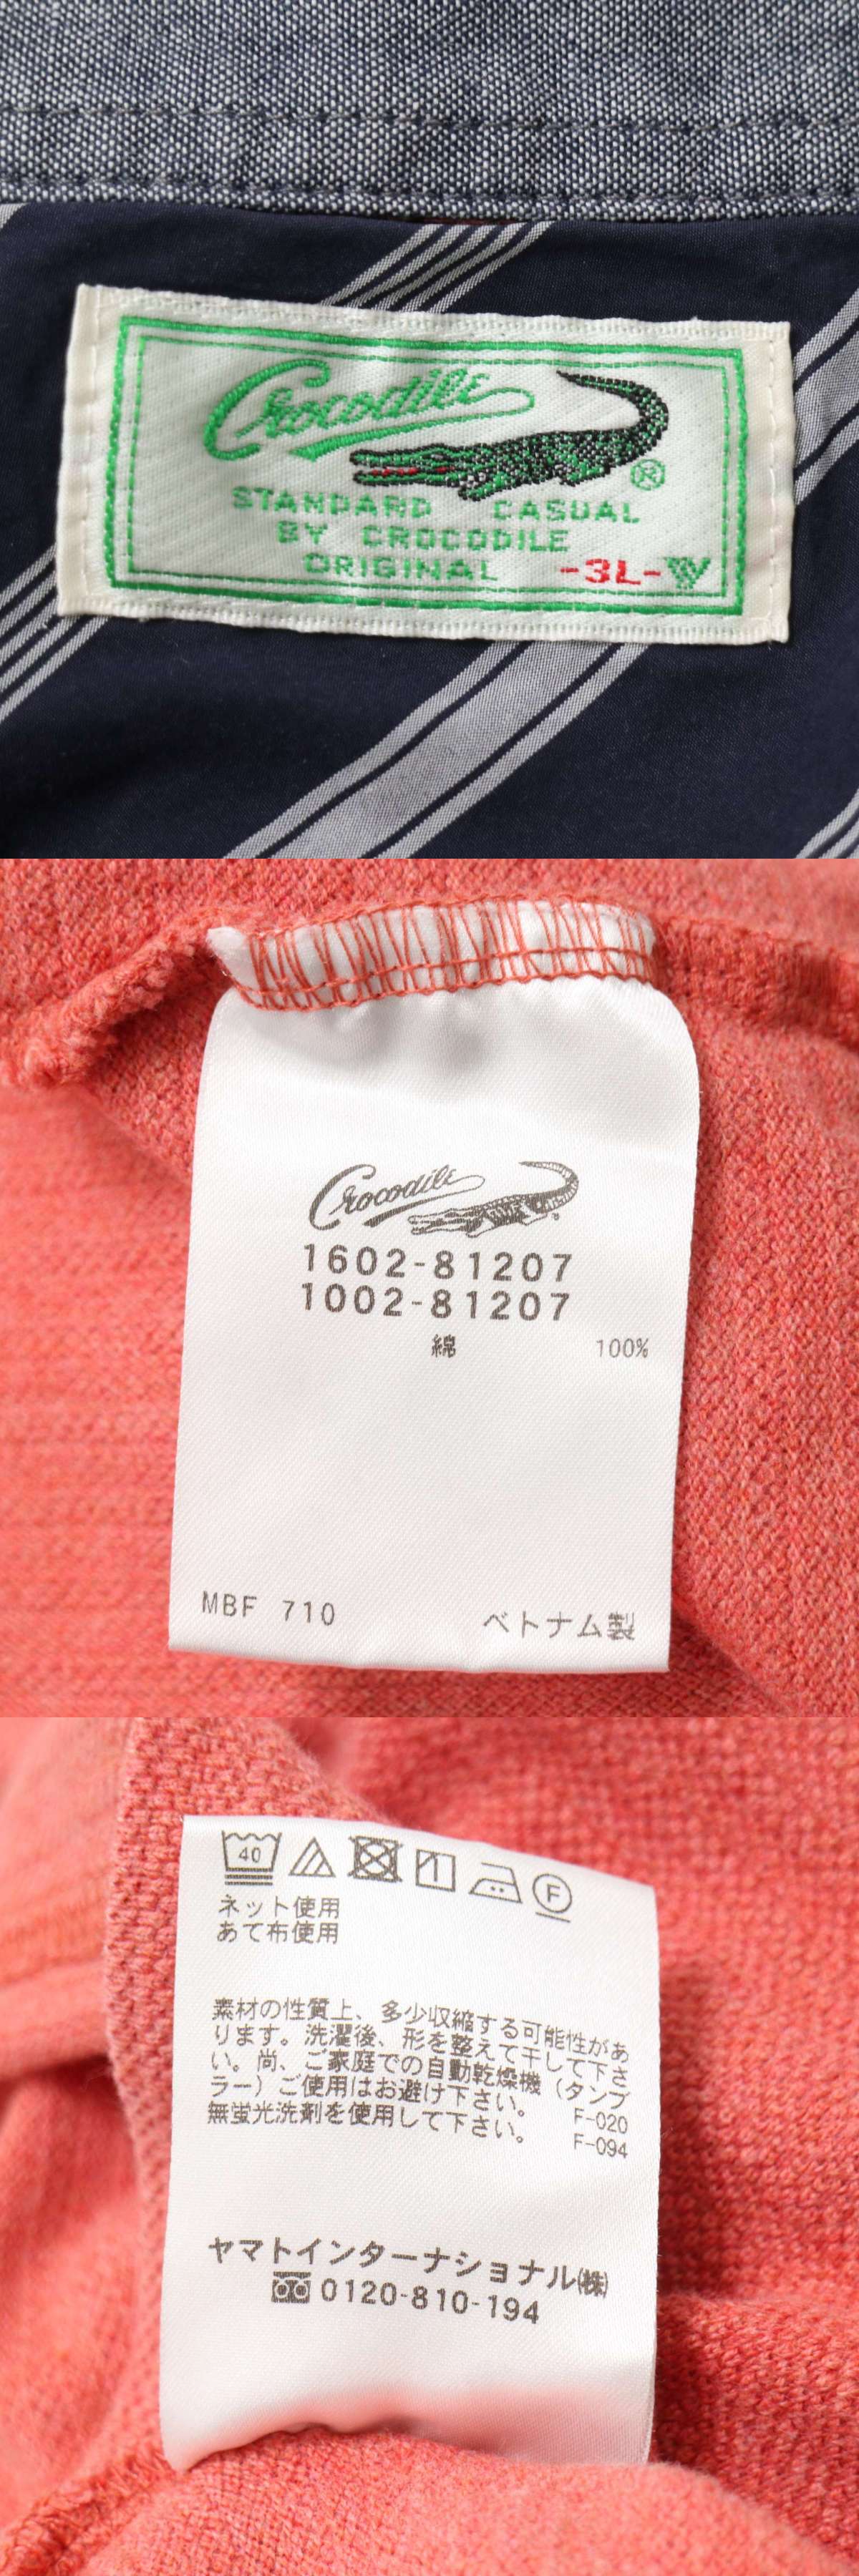 Crocodile
®
STANDARD CASUAL
BY CROCODILE
ORIGINAL -3L-W
Crocodile
1602-81207
1002-81207
綿 100%
MBF 710 ベトナム製
40 F
ネット使用
あて布使用
素材の性質上、多少収縮する可能性があ
ります。洗濯後、形を整えて干して下さ
い。尚、ご家庭での自動乾燥機（タンブ
ラー）ご使用はお避け下さい。 F-020
無蛍光洗剤を使用して下さい。 F-094
ヤマトインターナショナル㈱
0120-810-194